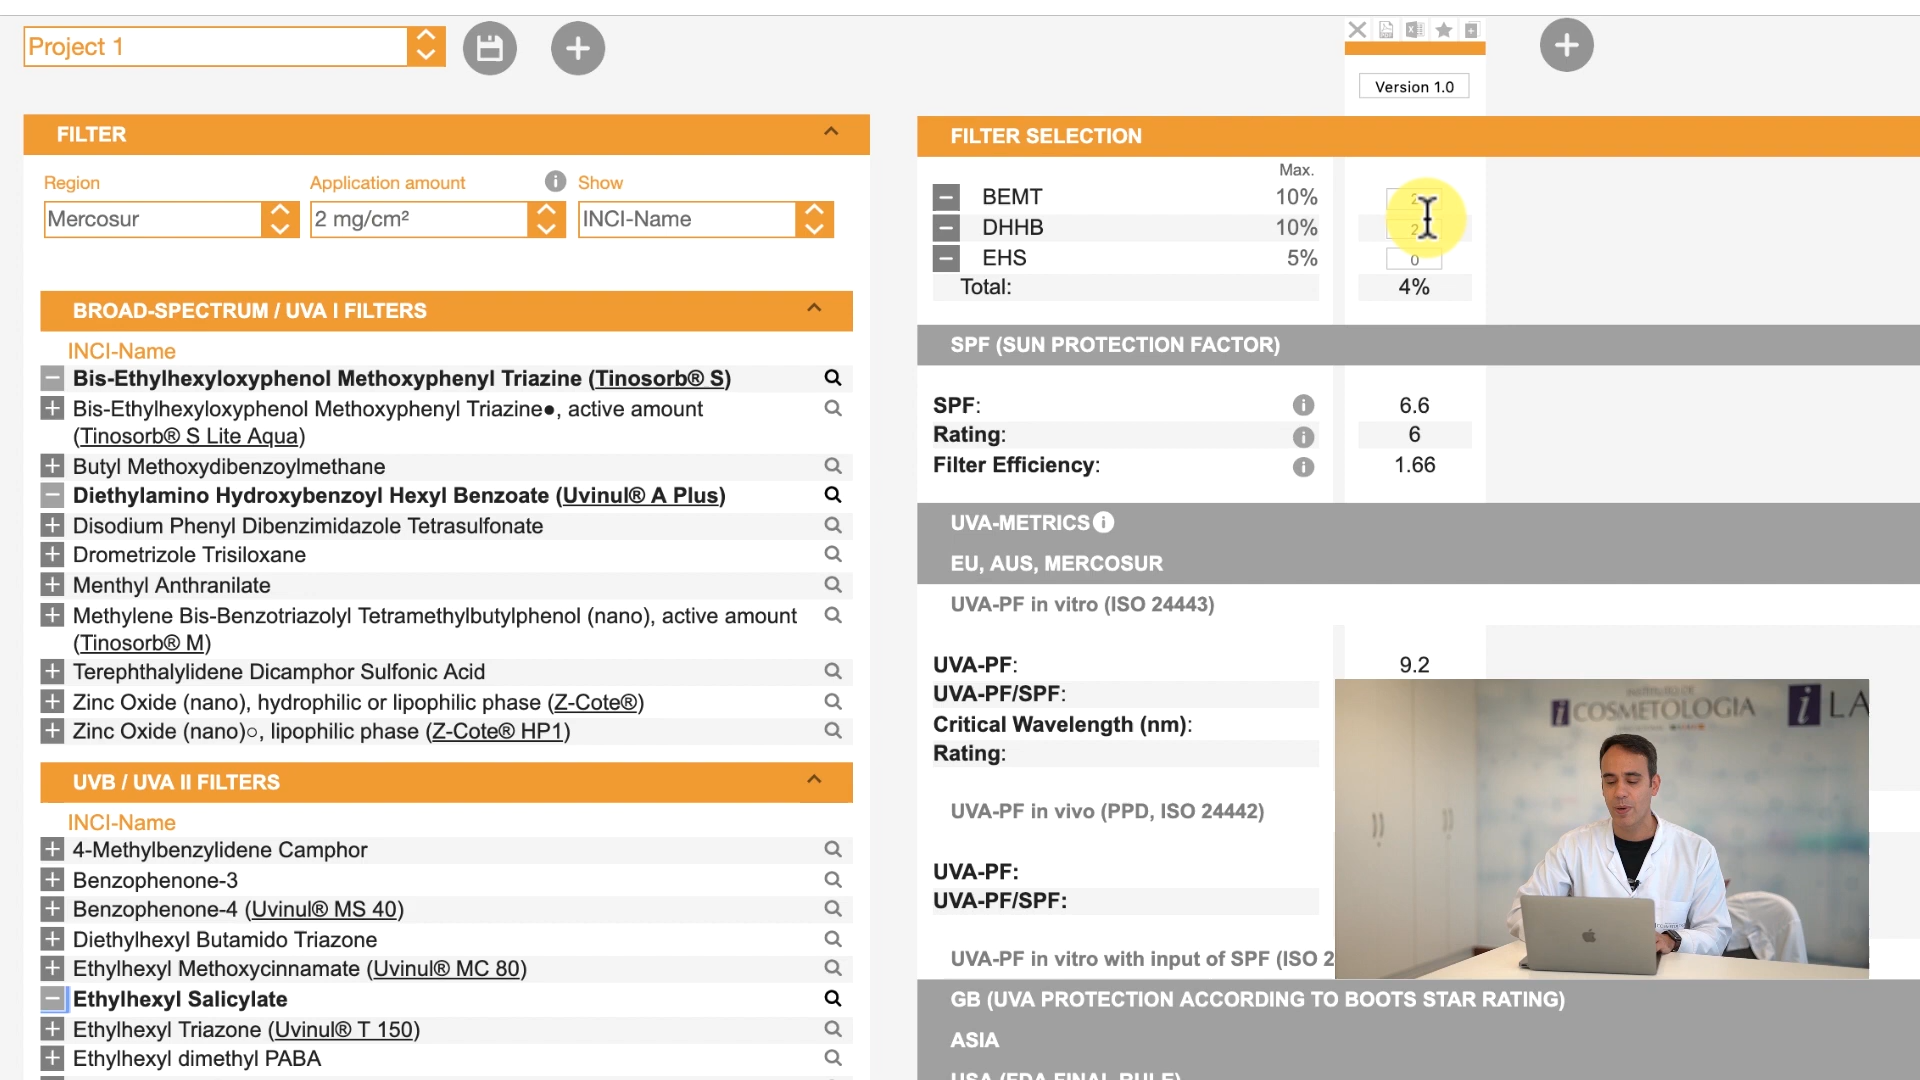 Project 1
Version 1.0
FILTER
Region
Application amount
Show
Mercosur
2 mg/cm²
INCI-Name
BROAD-SPECTRUM / UVA I FILTERS
INCI-Name
Bis-Ethylhexyloxyphenol Methoxyphenyl Triazine (Tinosorb® S)
Bis-Ethylhexyloxyphenol Methoxyphenyl Triazine●, active amount
(Tinosorb® S Lite Aqua)
Butyl Methoxydibenzoylmethane
Diethylamino Hydroxybenzoyl Hexyl Benzoate (Uvinul® A Plus)
Disodium Phenyl Dibenzimidazole Tetrasulfonate
Drometrizole Trisiloxane
Menthyl Anthranilate
Methylene Bis-Benzotriazolyl Tetramethylbutylphenol (nano), active amount
(Tinosorb® M)
Terephthalylidene Dicamphor Sulfonic Acid
Zinc Oxide (nano), hydrophilic or lipophilic phase (Z-Cote®)
Zinc Oxide (nano)○, lipophilic phase (Z-Cote® HP1)
UVB / UVA II FILTERS
INCI-Name
4-Methylbenzylidene Camphor
Benzophenone-3
Benzophenone-4 (Uvinul® MS 40)
Diethylhexyl Butamido Triazone
Ethylhexyl Methoxycinnamate (Uvinul® MC 80)
Ethylhexyl Salicylate
Ethylhexyl Triazone (Uvinul® T 150)
Ethylhexyl dimethyl PABA
FILTER SELECTION
Max.
BEMT 10% 2
DHHB 10% 2
EHS 5% 0
Total: 4%
SPF (SUN PROTECTION FACTOR)
SPF: 6.6
Rating: 6
Filter Efficiency: 1.66
UVA-METRICS
EU, AUS, MERCOSUR
UVA-PF in vitro (ISO 24443)
UVA-PF: 9.2
UVA-PF/SPF:
Critical Wavelength (nm):
Rating:
UVA-PF in vivo (PPD, ISO 24442)
UVA-PF:
UVA-PF/SPF:
UVA-PF in vitro with input of SPF (ISO 2
GB (UVA PROTECTION ACCORDING TO BOOTS STAR RATING)
ASIA
USA (FDA FINAL RULE)
INSTITUTO DE
iCOSMETOLOGIA
i LA